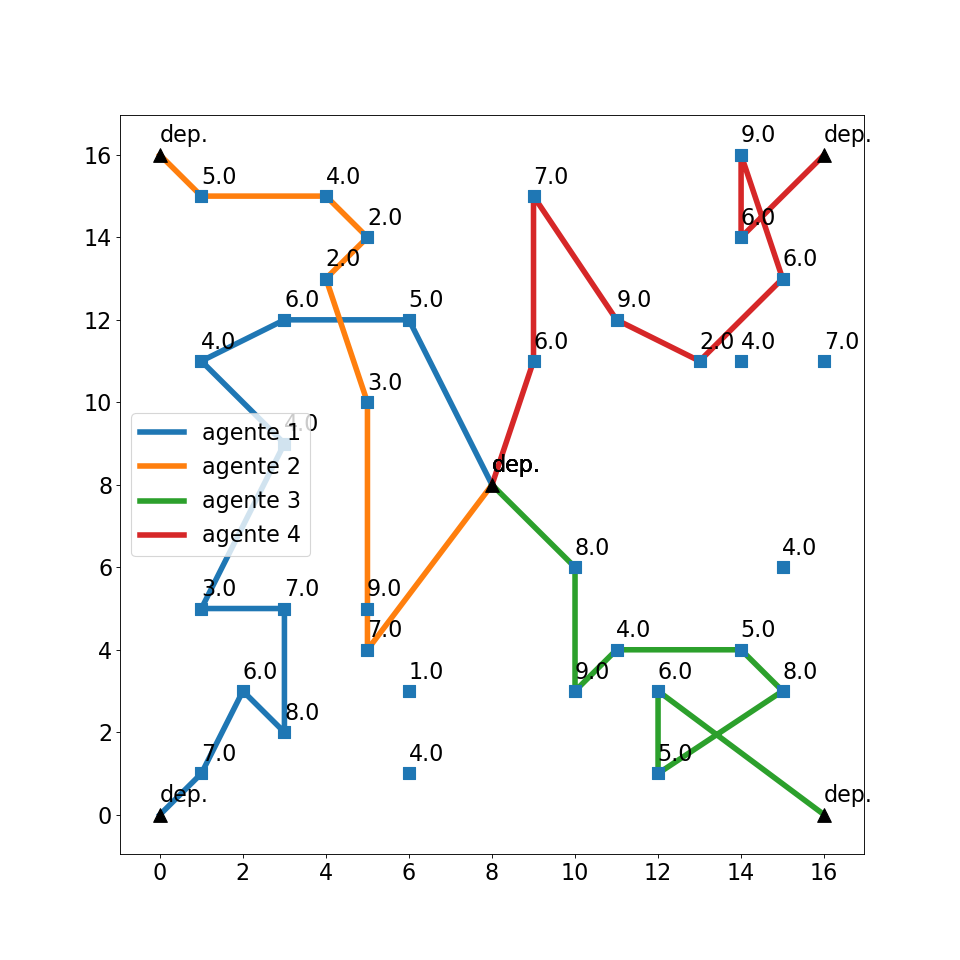 9.0
dep. dep.
16
5.0 4.0 7.0
2.0 6.0
14
2.0 6.0
6.0 5.0 9.0
12
4.0 6.0 2.0 4.0 7.0
3.0
10
4.0
agente 1
agente 2
dep. dep.
8
agente 3
agente 4
8.0 4.0
6
3.0 7.0 9.0
7.0 4.0 5.0
4
6.0 1.0 9.0 6.0 8.0
8.0
2
7.0 4.0 5.0
dep. dep.
0
0 2 4 6 8 10 12 14 16